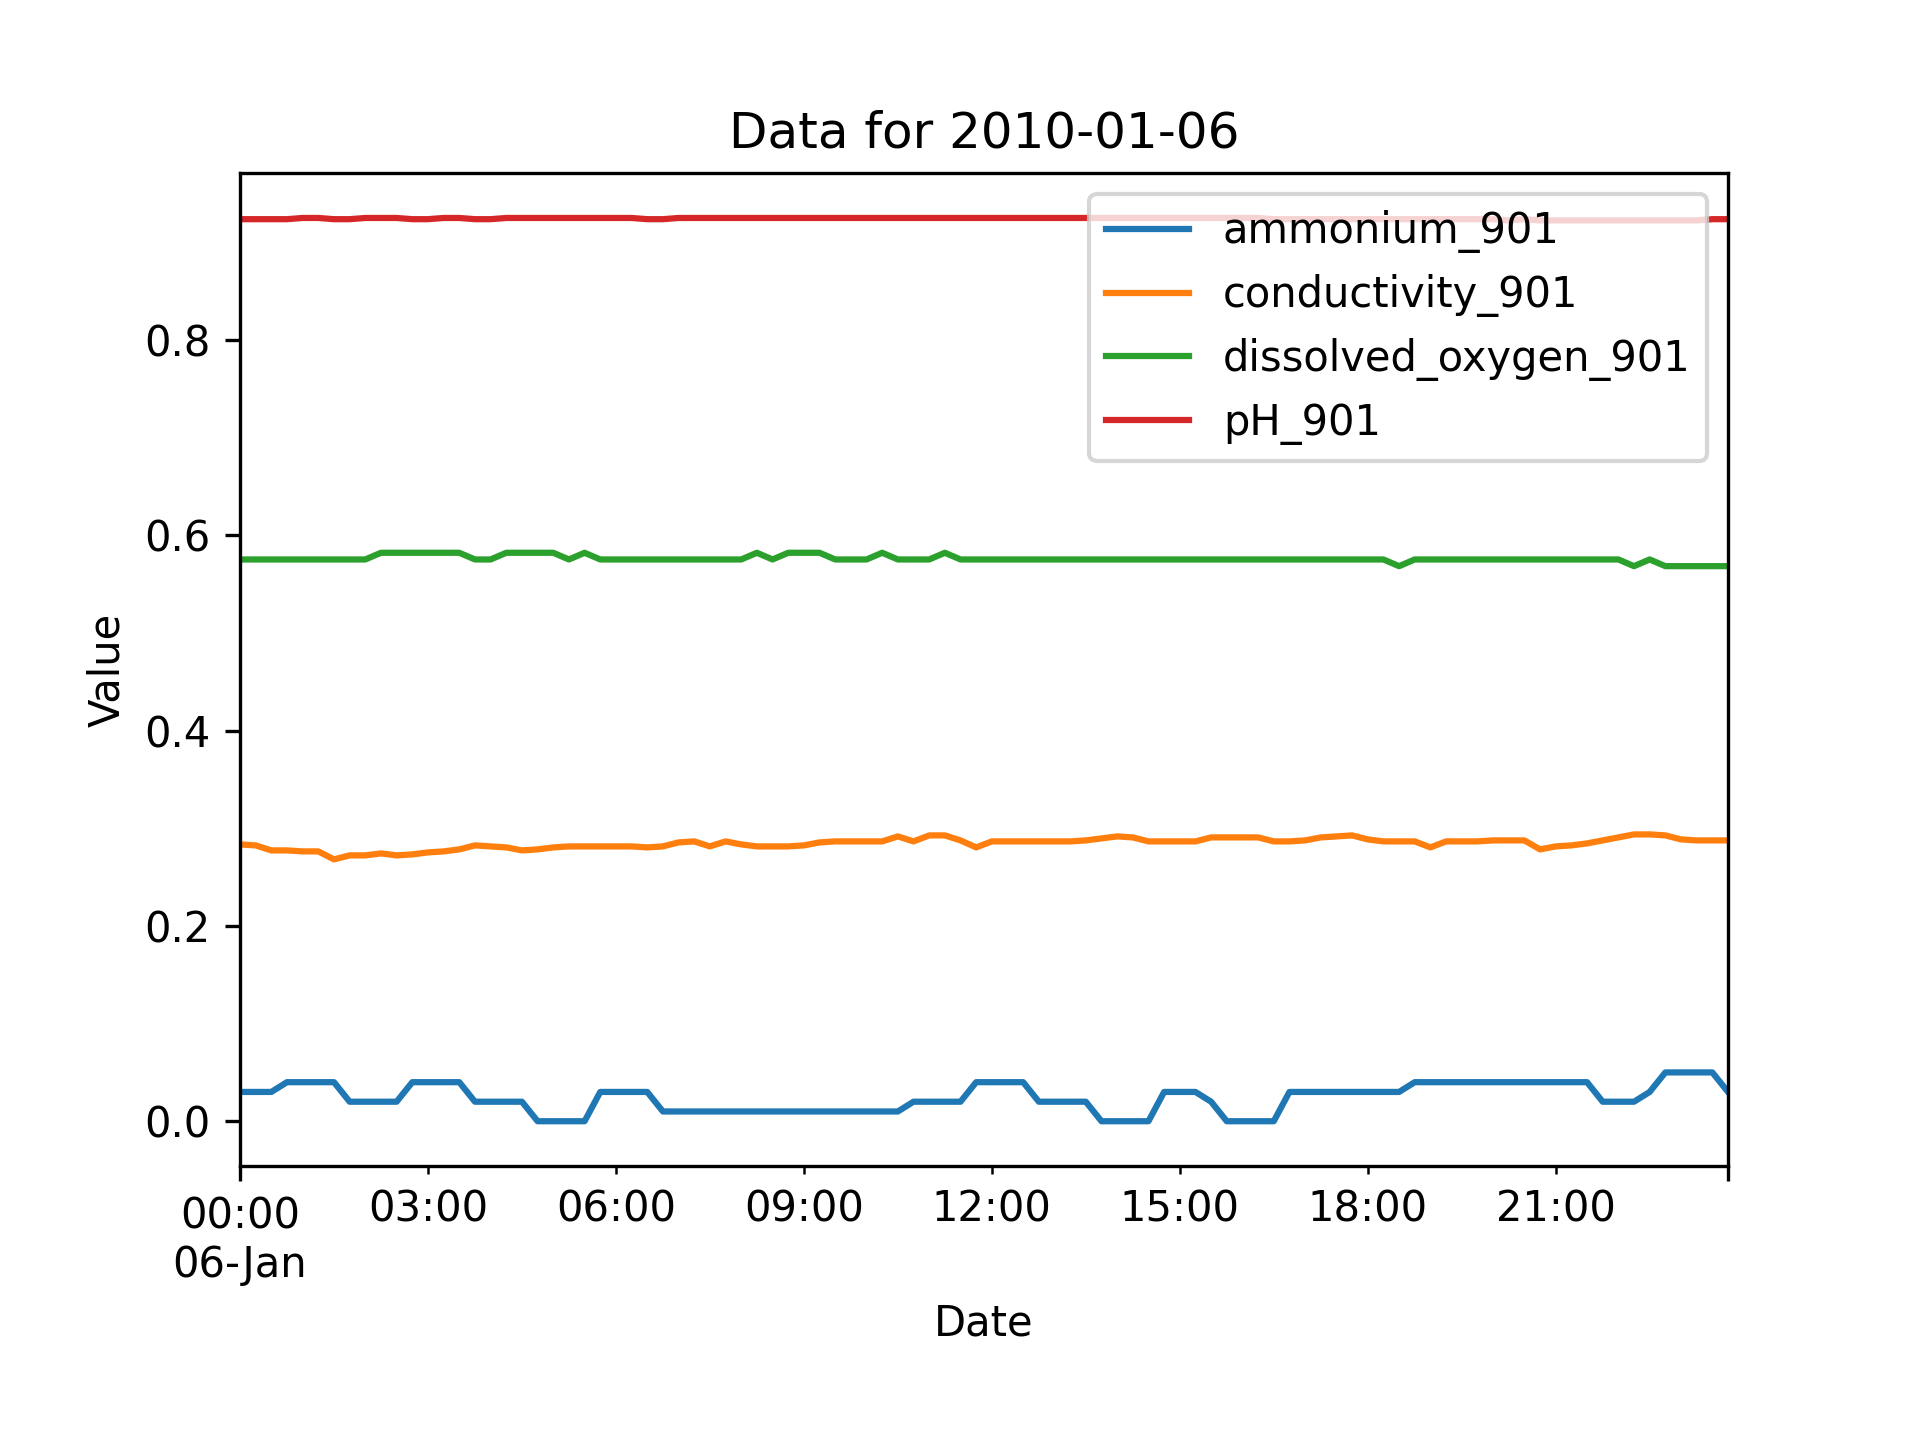 Data for 2010-01-06
ammonium_901
conductivity_901
dissolved_oxygen_901
pH_901
0.8
0.6
0.4
0.2
0.0
Value
00:00 03:00 06:00 09:00 12:00 15:00 18:00 21:00
06-Jan
Date